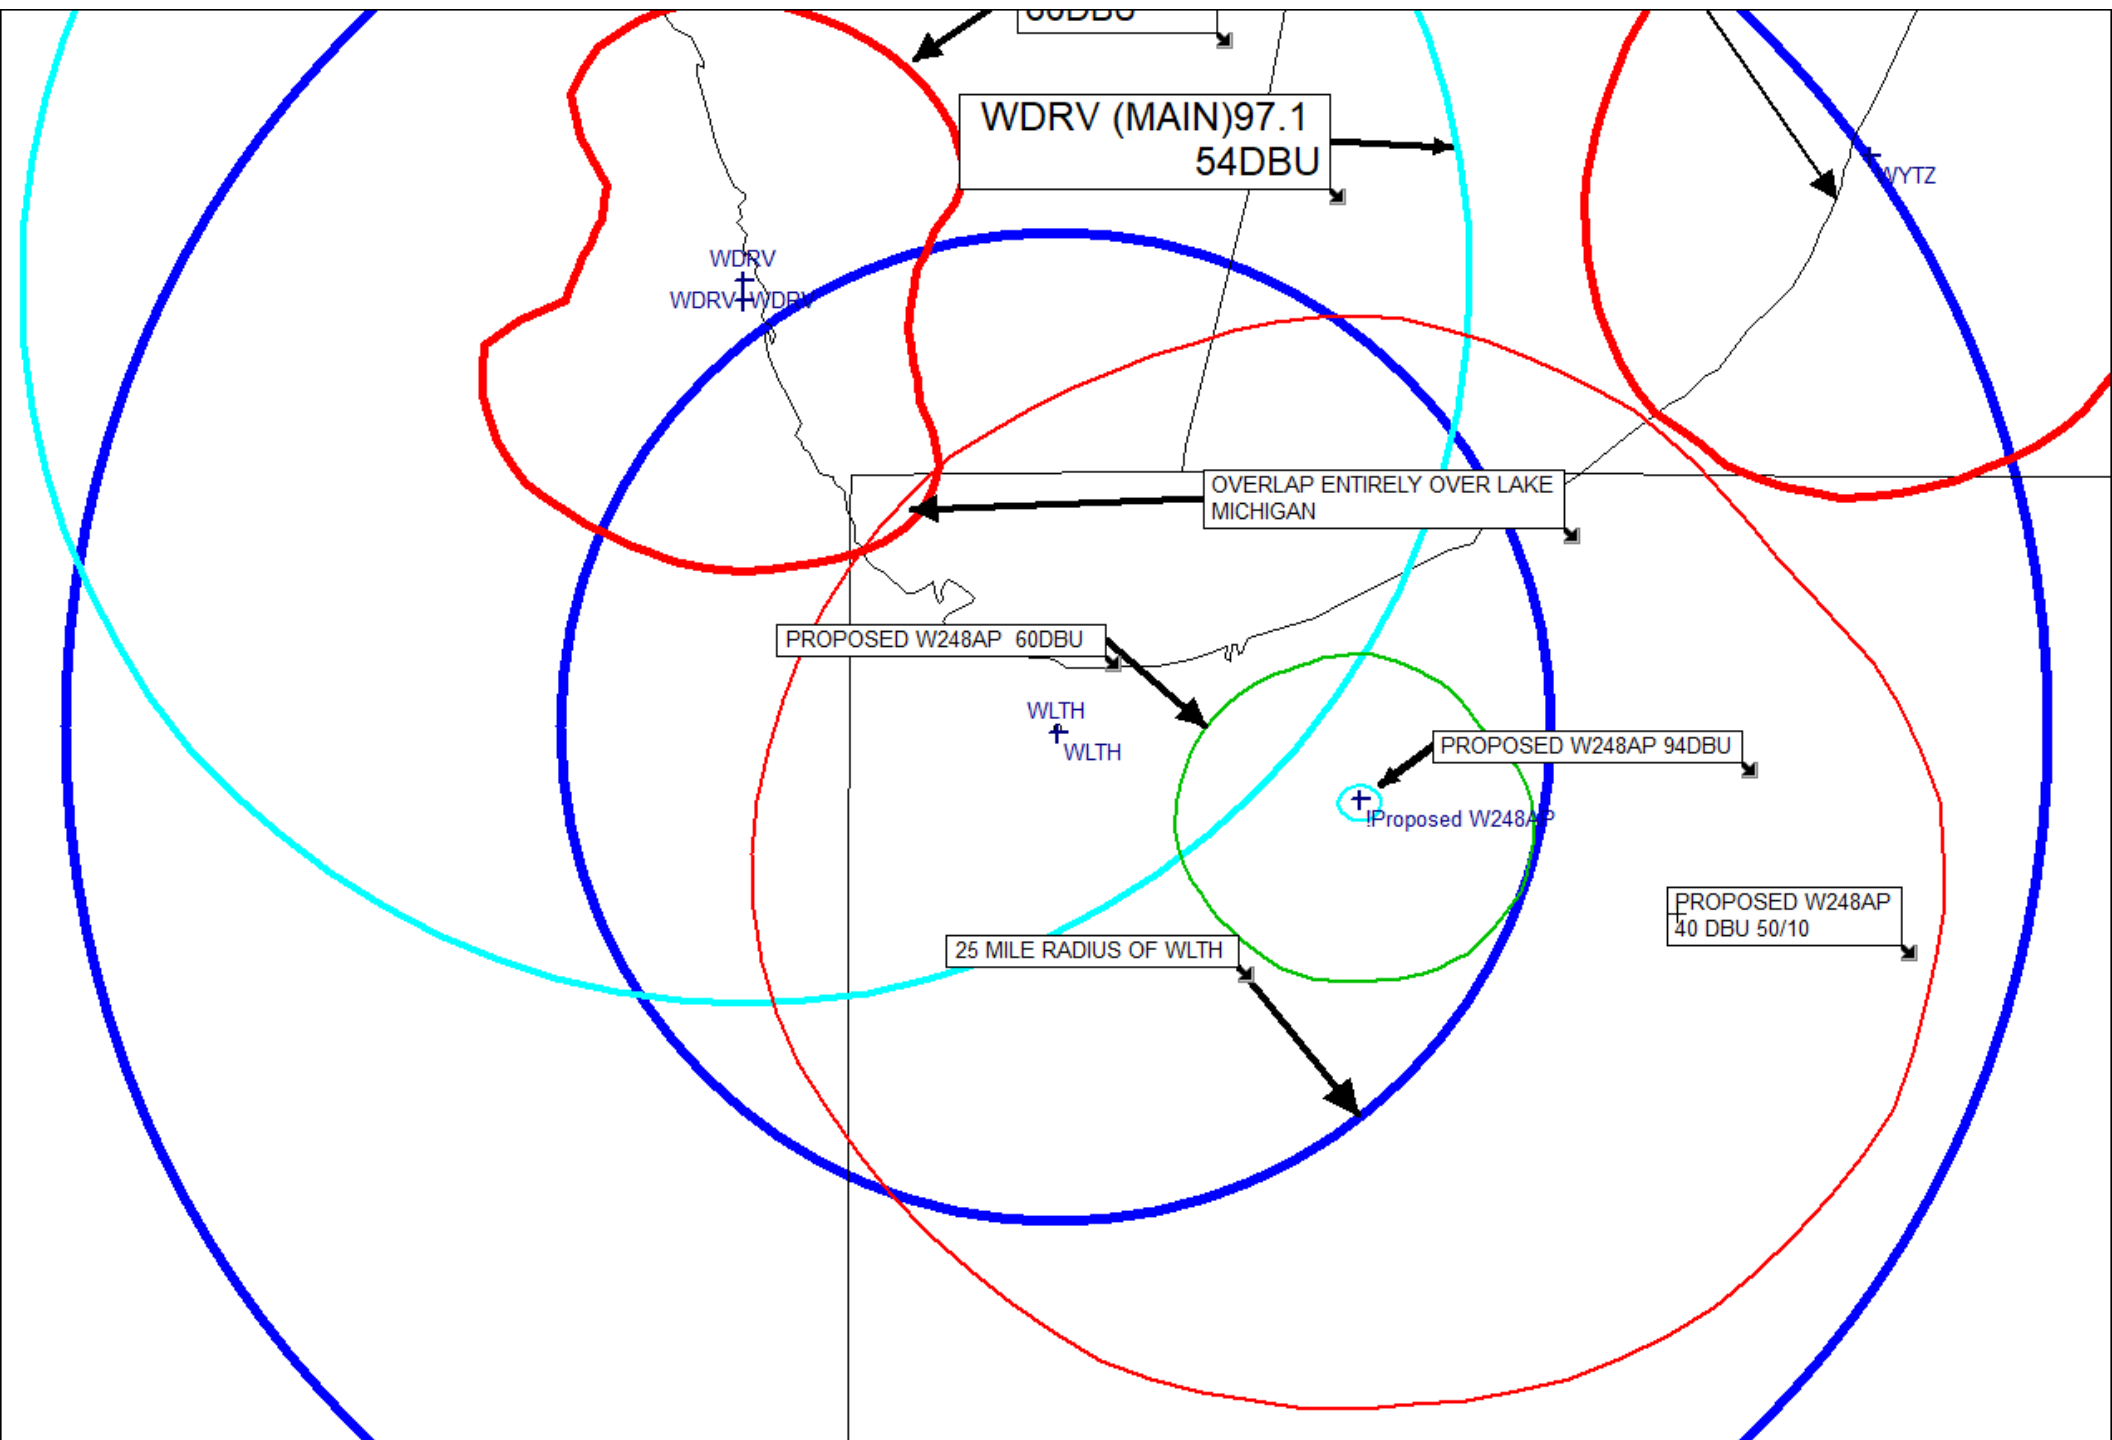 WDRV (MAIN)97.1
54DBU
WYTZ
WDRV
WDRV
WDRV
OVERLAP ENTIRELY OVER LAKE
MICHIGAN
PROPOSED W248AP 60DBU
WLTH
WLTH
PROPOSED W248AP 94DBU
!Proposed W248AP
PROPOSED W248AP
40 DBU 50/10
25 MILE RADIUS OF WLTH